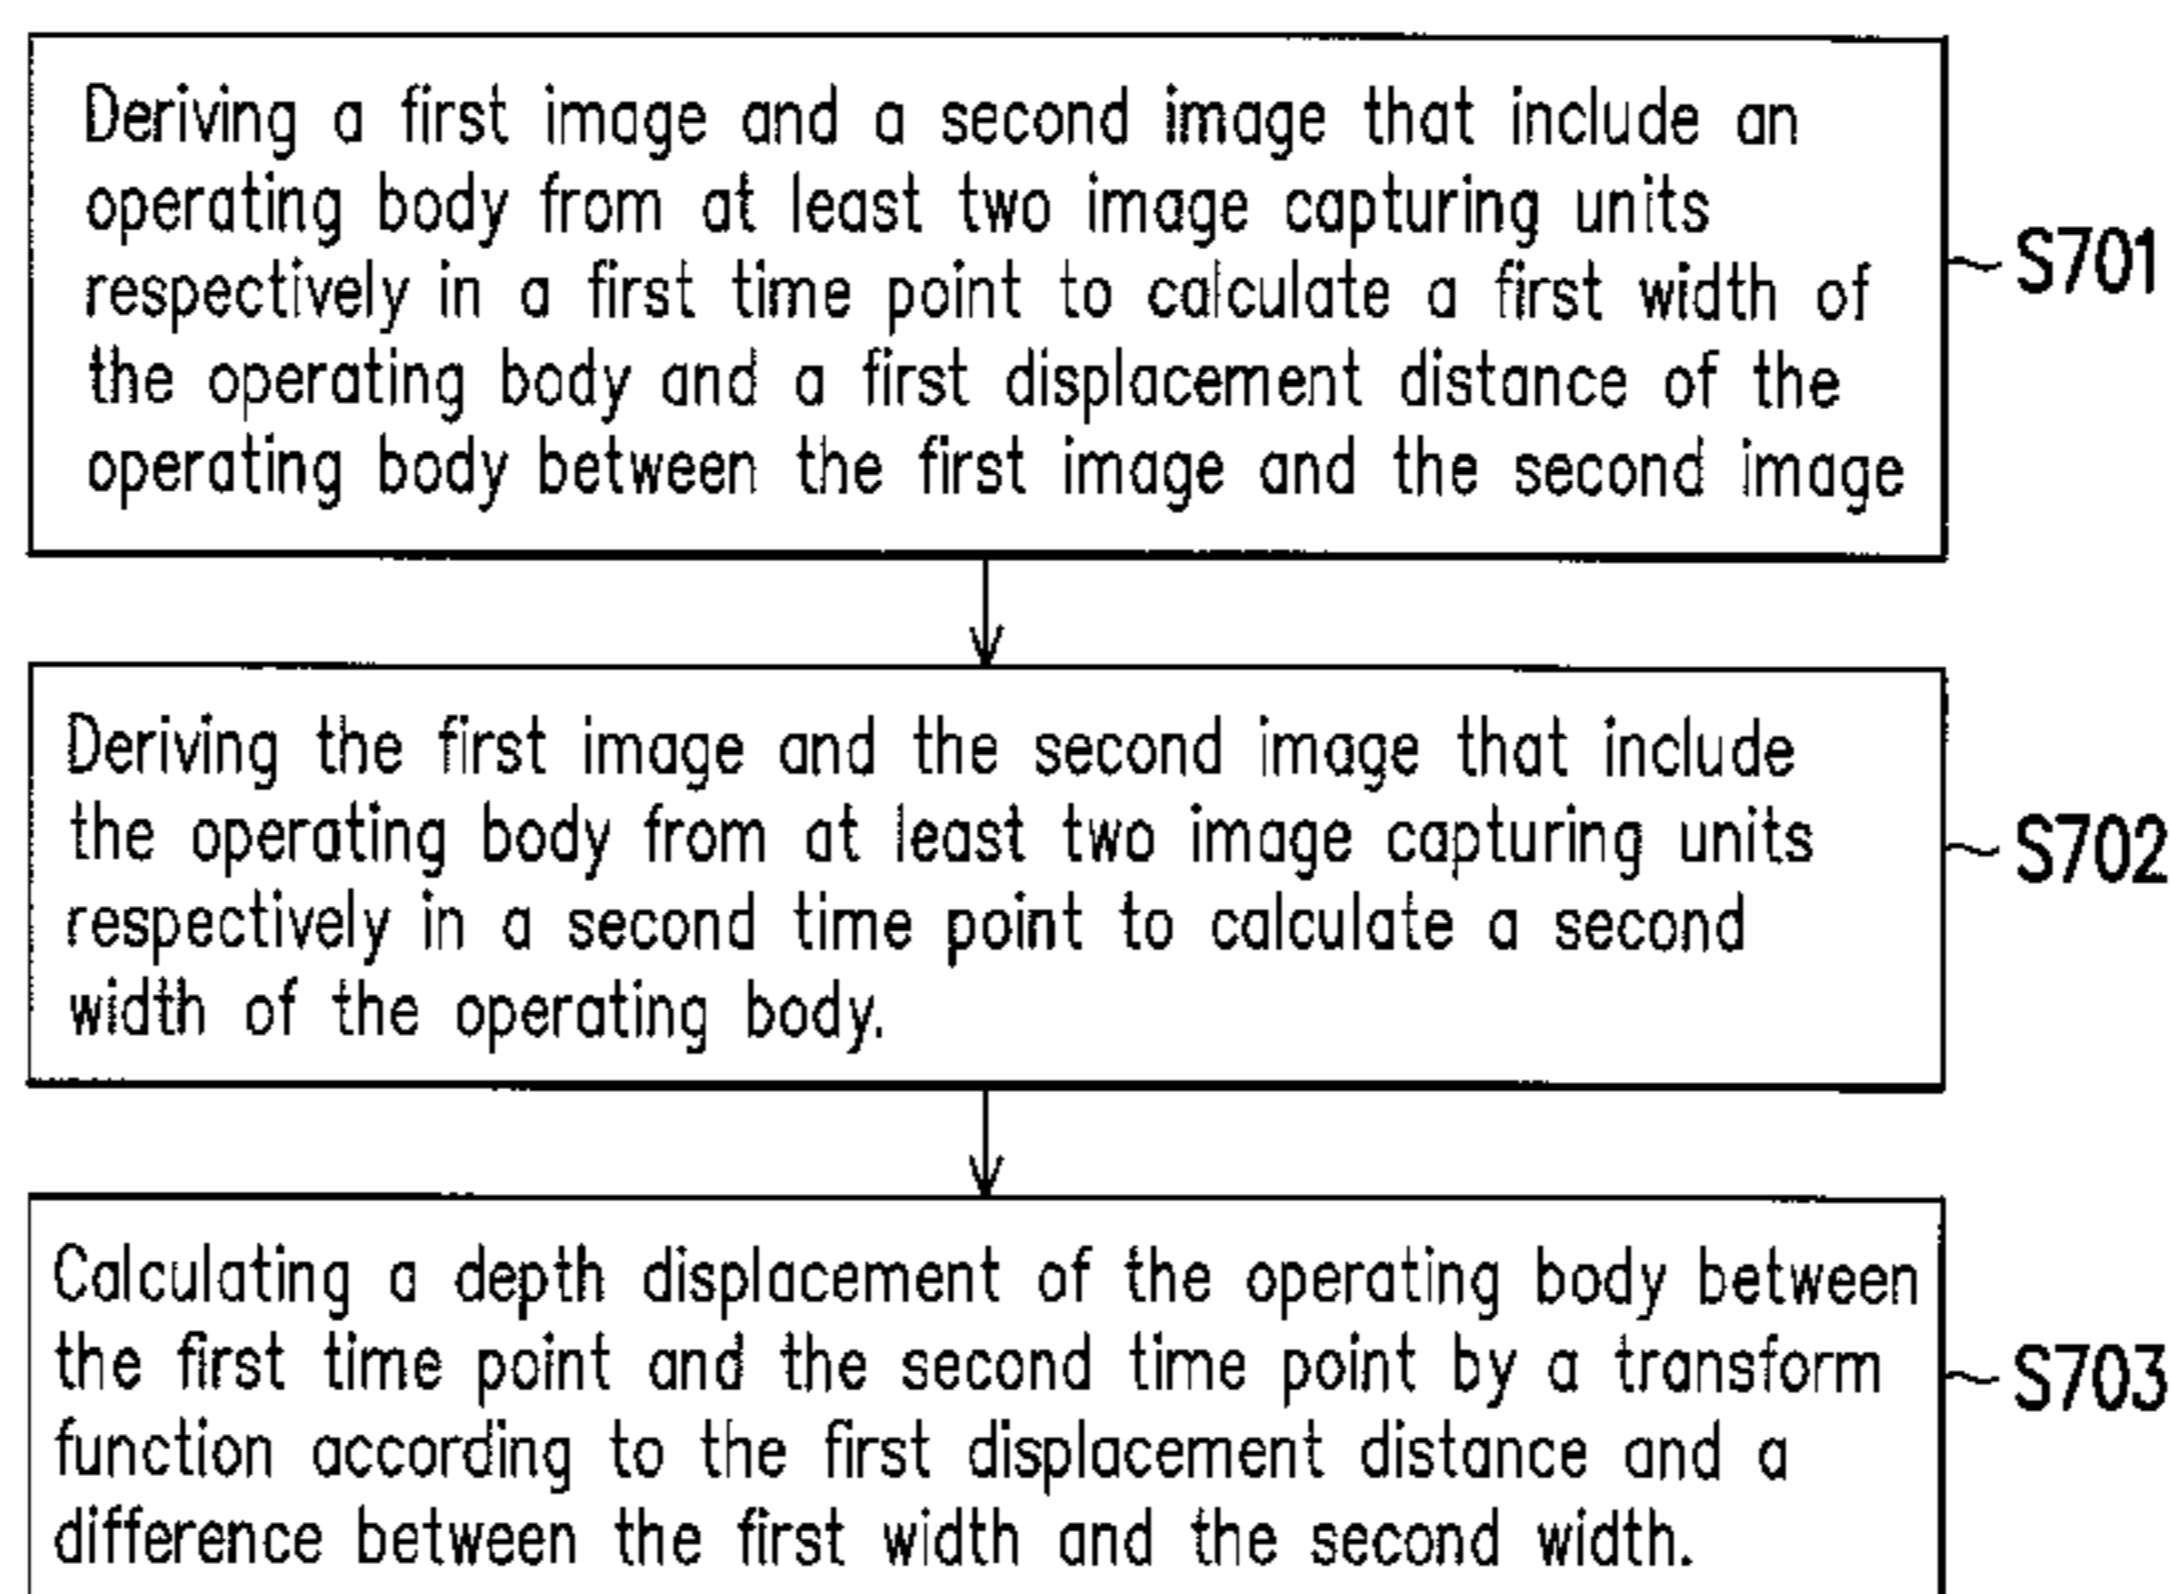 Deriving a first image and a second image that include an
operating body from at least two image capturing units
respectively in a first time point to calculate a first width of
the operating body and a first displacement distance of the
operating body between the first image and the second image
S701
Deriving the first image and the second image that include
the operating body from at least two image capturing units
respectively in a second time point to calculate a second
width of the operating body.
S702
Calculating a depth displacement of the operating body between
the first time point and the second time point by a transform
function according to the first displacement distance and a
difference between the first width and the second width.
S703